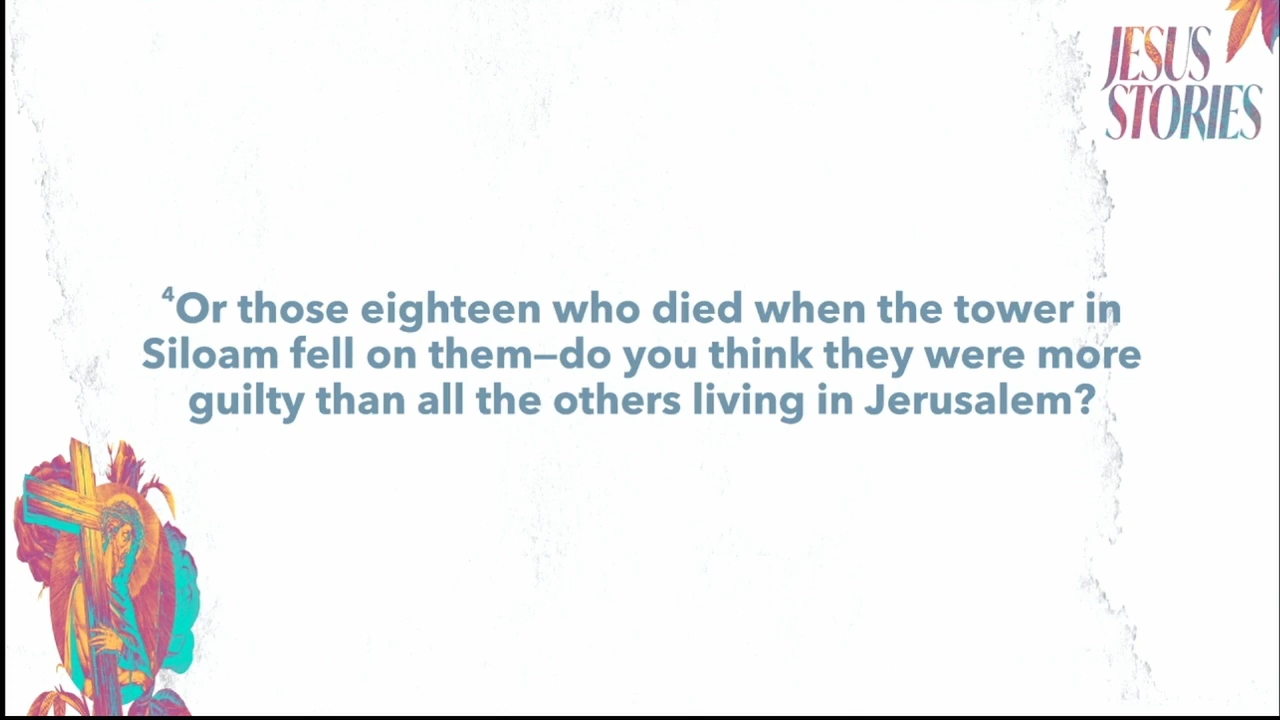 JESUS
STORIES
⁴Or those eighteen who died when the tower in
Siloam fell on them—do you think they were more
guilty than all the others living in Jerusalem?